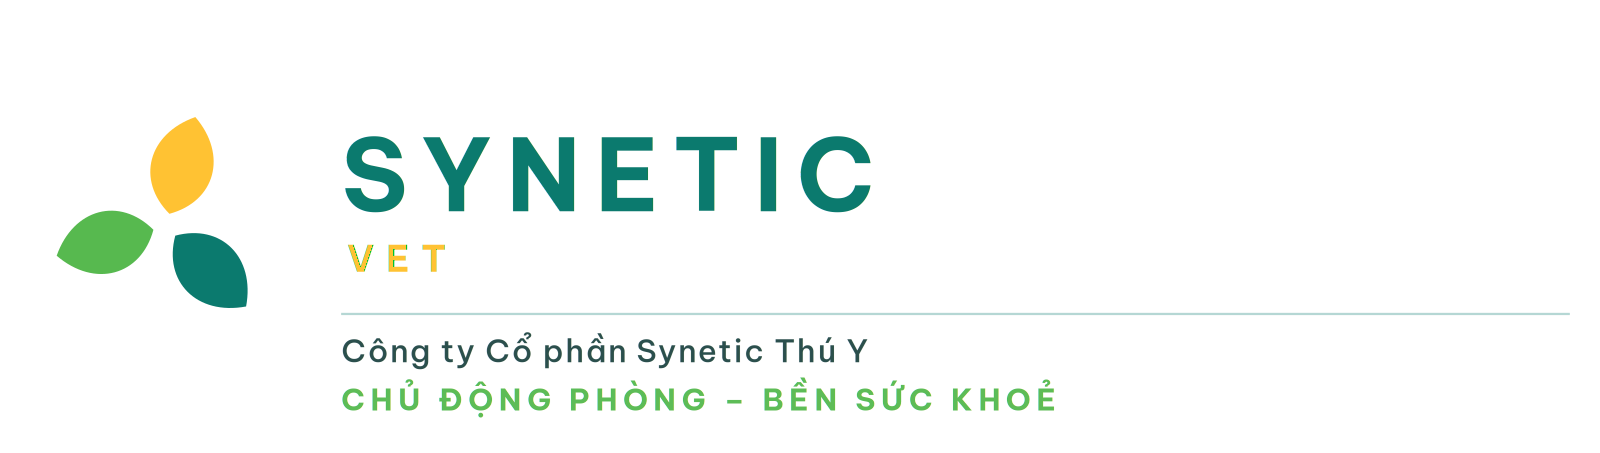 SYNETIC
VET
Công ty Cổ phần Synetic Thú Y
CHỦ ĐỘNG PHÒNG – BỀN SỨC KHOẺ